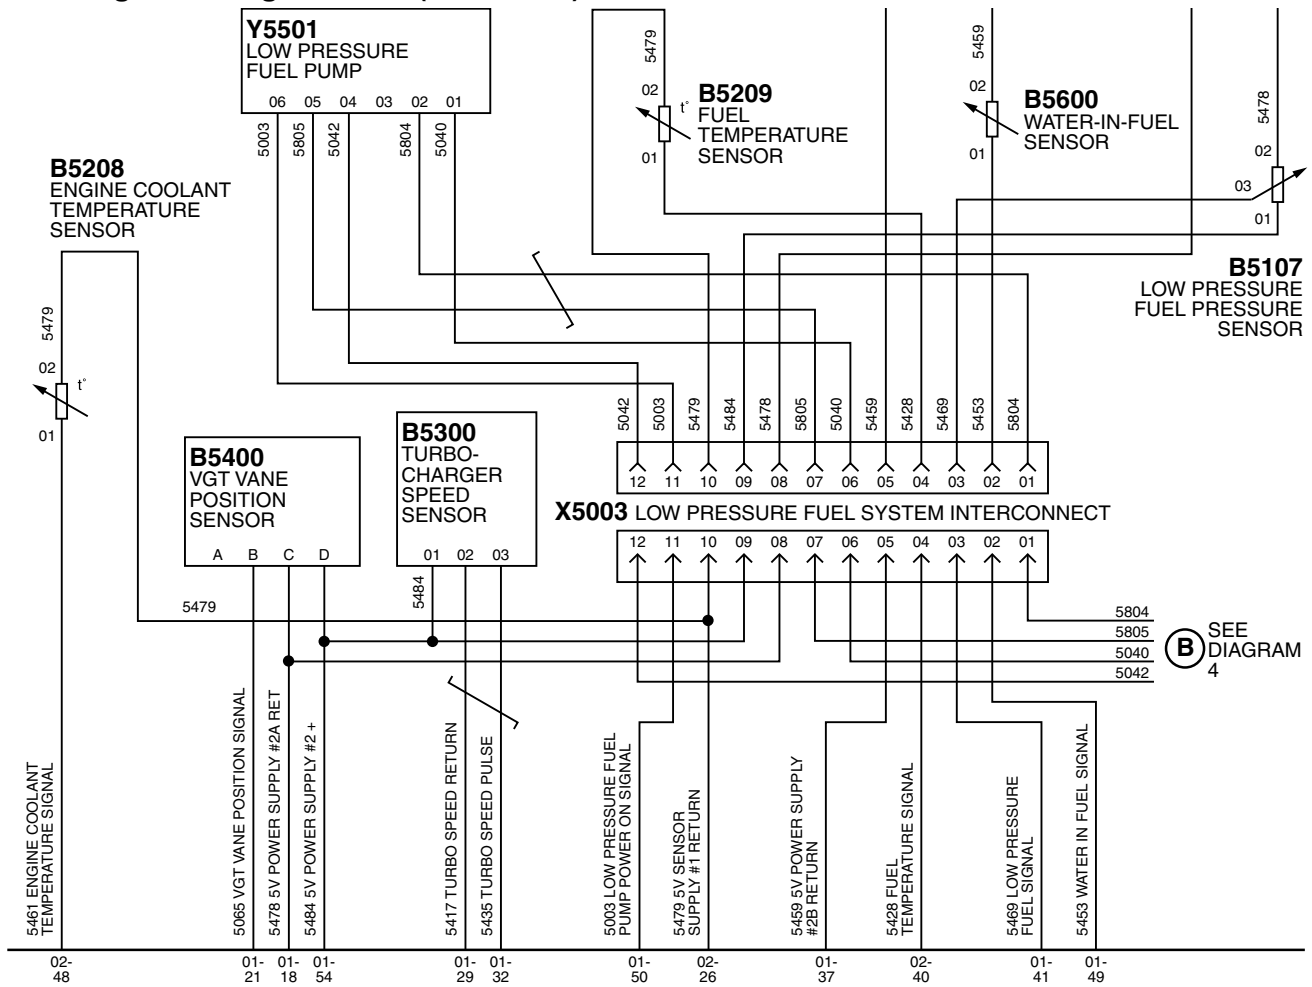 Y5501
LOW PRESSURE
FUEL PUMP
06 05 04 03 02 01
5003 5805 5042 5804 5040
5479
02
t°
01
B5209
FUEL
TEMPERATURE
SENSOR
5459
02
01
B5600
WATER-IN-FUEL
SENSOR
5478
02
03
01
B5107
LOW PRESSURE
FUEL PRESSURE
SENSOR
B5208
ENGINE COOLANT
TEMPERATURE
SENSOR
5479
02
t°
01
B5400
VGT VANE
POSITION
SENSOR
A B C D
B5300
TURBO-
CHARGER
SPEED
SENSOR
01 02 03
5484
5479
5042 5003 5479 5484 5478 5805 5040 5459 5428 5469 5453 5804
12 11 10 09 08 07 06 05 04 03 02 01
X5003 LOW PRESSURE FUEL SYSTEM INTERCONNECT
12 11 10 09 08 07 06 05 04 03 02 01
5804
5805
5040
5042
B
SEE
DIAGRAM
4
5461 ENGINE COOLANT
TEMPERATURE SIGNAL
5065 VGT VANE POSITION SIGNAL
5478 5V POWER SUPPLY #2A RET
5484 5V POWER SUPPLY #2 +
5417 TURBO SPEED RETURN
5435 TURBO SPEED PULSE
5003 LOW PRESSURE FUEL
PUMP POWER ON SIGNAL
5479 5V SENSOR
SUPPLY #1 RETURN
5459 5V POWER SUPPLY
#2B RETURN
5428 FUEL
TEMPERATURE SIGNAL
5469 LOW PRESSURE
FUEL SIGNAL
5453 WATER IN FUEL SIGNAL
02- 01- 01- 01- 01- 01- 01- 02- 01- 02- 01- 01-
48 21 18 54 29 32 50 26 37 40 41 49